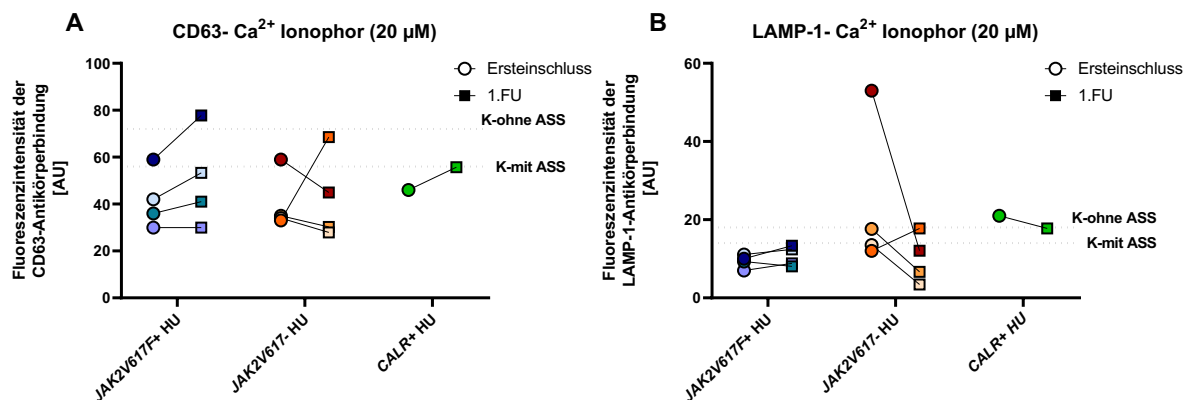 A
CD63- Ca2+ Ionophor (20 µM)
Fluoreszenzintensität der
CD63-Antikörperbindung
[AU]
100
80
60
40
20
0
Ersteinschluss
1.FU
K-ohne ASS
K-mit ASS
JAK2V617F+ HU
JAK2V617- HU
CALR+ HU
B
LAMP-1- Ca2+ Ionophor (20 µM)
Fluoreszenzintensität der
LAMP-1-Antikörperbindung
[AU]
60
40
20
0
Ersteinschluss
1.FU
K-ohne ASS
K-mit ASS
JAK2V617F+ HU
JAK2V617- HU
CALR+ HU